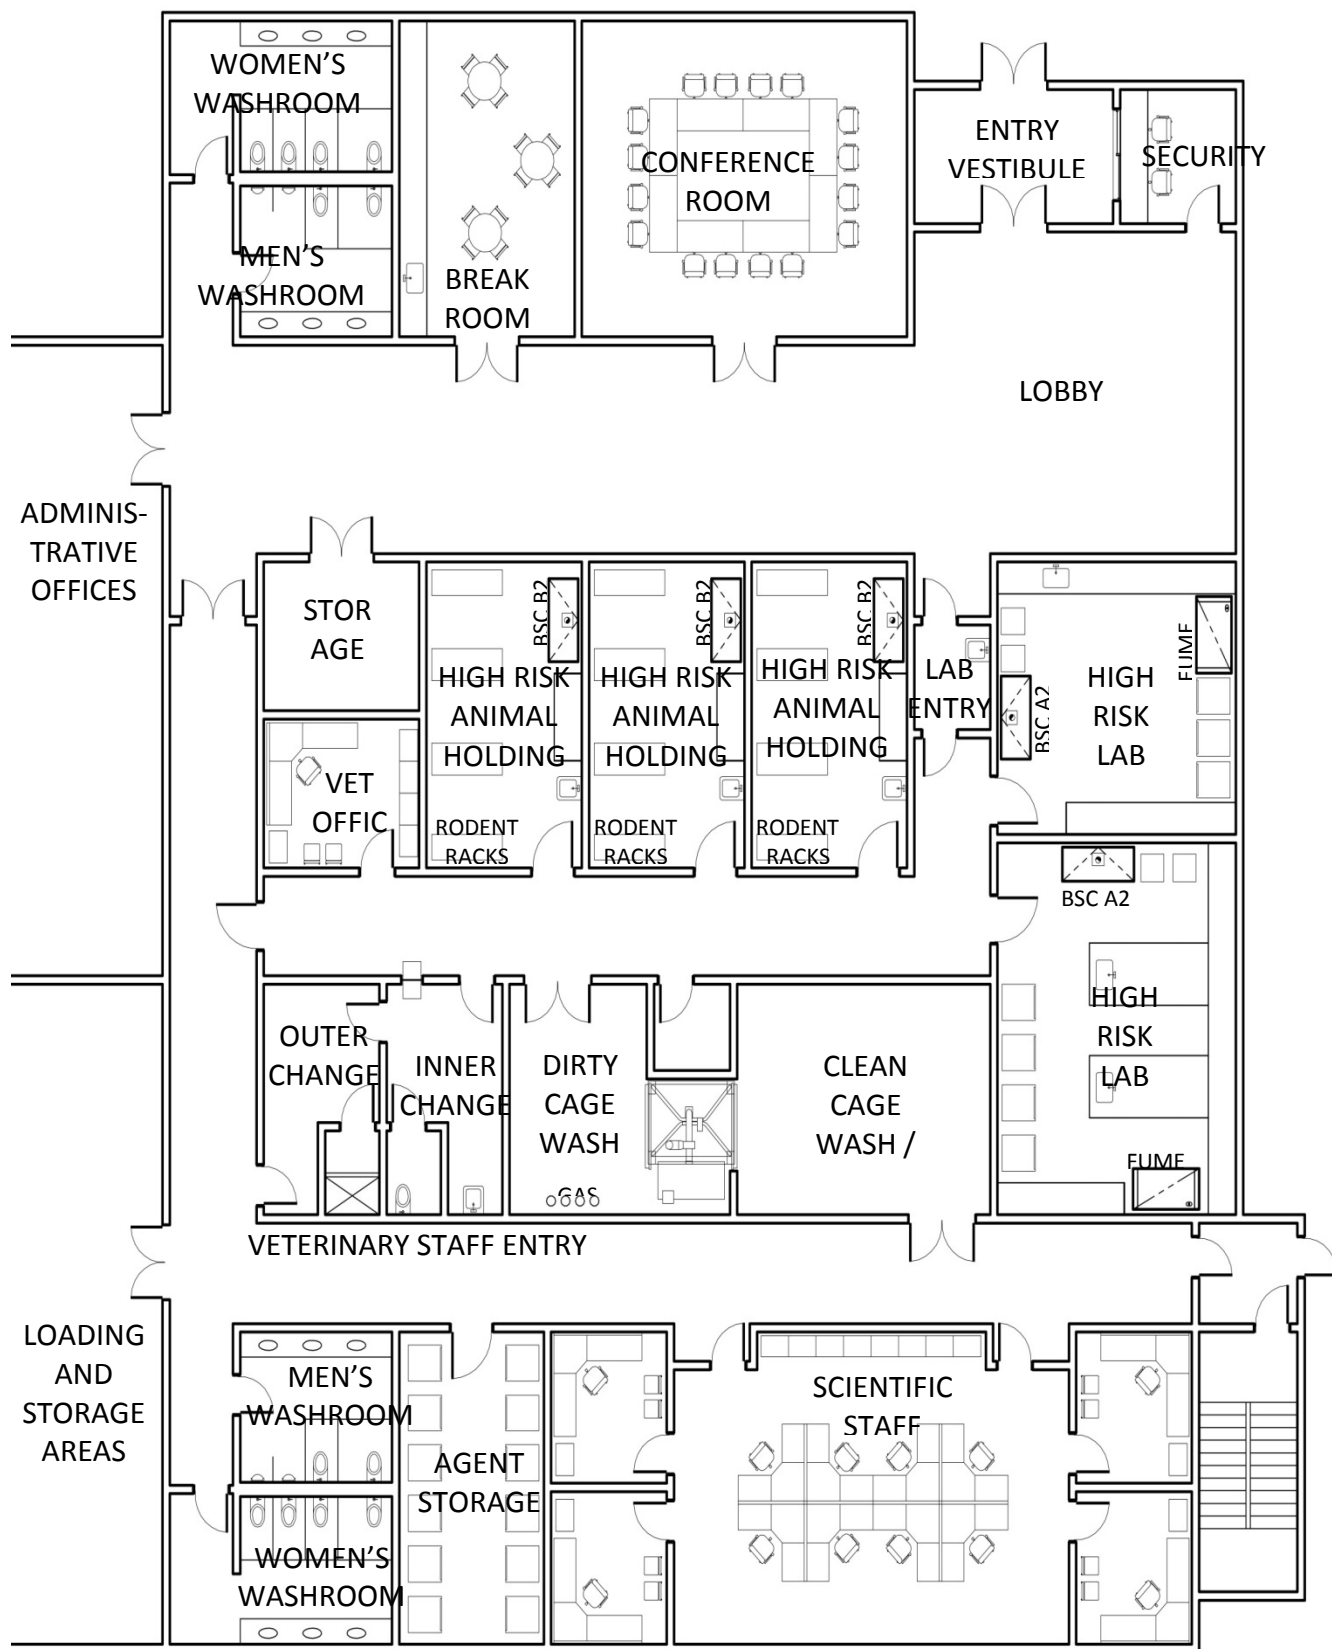 WOMEN'S
WASHROOM
MEN'S
WASHROOM
BREAK
ROOM
CONFERENCE
ROOM
ENTRY
VESTIBULE
SECURITY
LOBBY
ADMINIS-
TRATIVE
OFFICES
STOR
AGE
VET
OFFIC
BSC B2
HIGH RISK
ANIMAL
HOLDING
RODENT
RACKS
BSC B2
HIGH RISK
ANIMAL
HOLDING
RODENT
RACKS
BSC B2
HIGH RISK
ANIMAL
HOLDING
RODENT
RACKS
LAB
ENTRY
BSC A2
HIGH
RISK
LAB
FUME
BSC A2
HIGH
RISK
LAB
FUME
OUTER
CHANGE
INNER
CHANGE
DIRTY
CAGE
WASH
GAS
CLEAN
CAGE
WASH /
VETERINARY STAFF ENTRY
LOADING
AND
STORAGE
AREAS
MEN'S
WASHROOM
WOMEN'S
WASHROOM
AGENT
STORAGE
SCIENTIFIC
STAFF